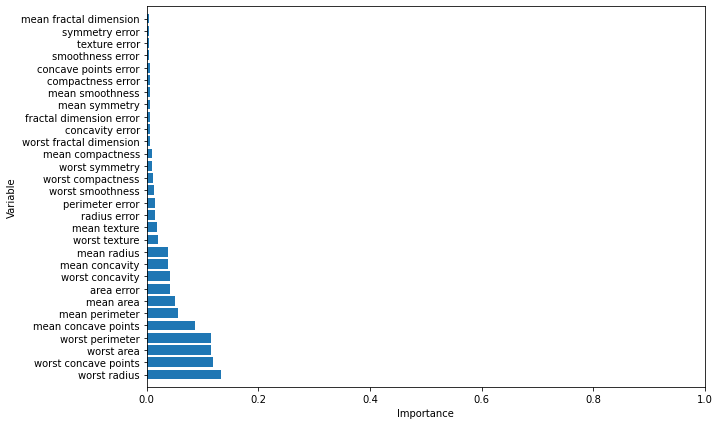 mean fractal dimension
symmetry error
texture error
smoothness error
concave points error
compactness error
mean smoothness
mean symmetry
fractal dimension error
concavity error
worst fractal dimension
mean compactness
worst symmetry
worst compactness
worst smoothness
perimeter error
radius error
mean texture
worst texture
mean radius
mean concavity
worst concavity
area error
mean area
mean perimeter
mean concave points
worst perimeter
worst area
worst concave points
worst radius
Variable
0.0 0.2 0.4 0.6 0.8 1.0
Importance